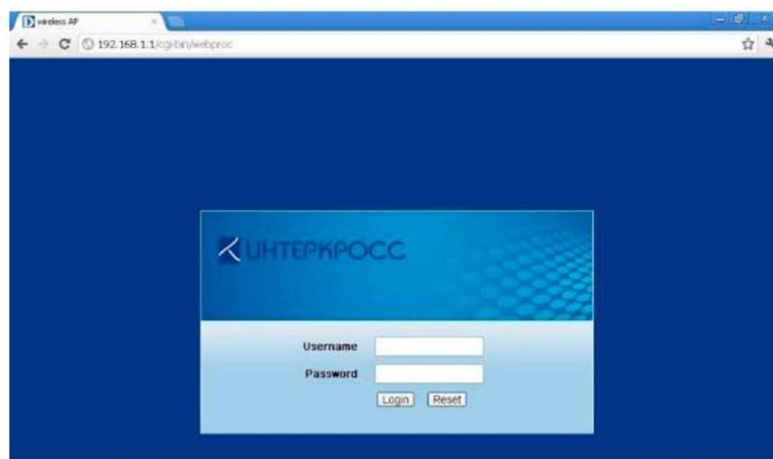 wireless AP
192.168.1.1/cgi-bin/webproc
ИНТЕРКРОСС
Username
Password
Login Reset